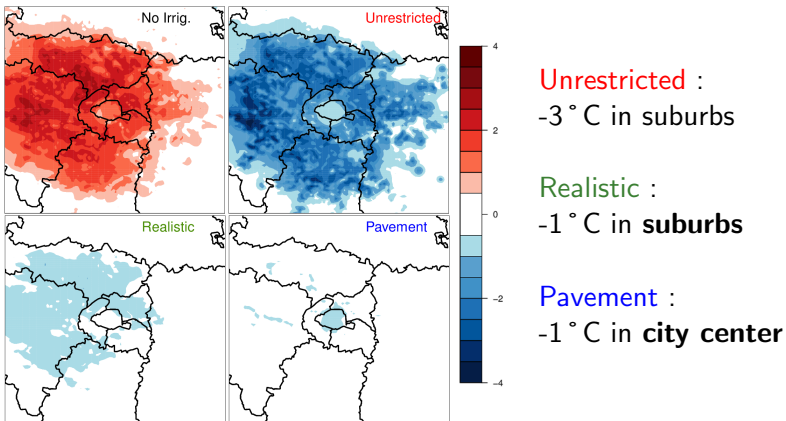 No Irrig.
Unrestricted
Realistic
Pavement
4
2
0
−2
−4
Unrestricted :
-3°C in suburbs
Realistic :
-1°C in suburbs
Pavement :
-1°C in city center